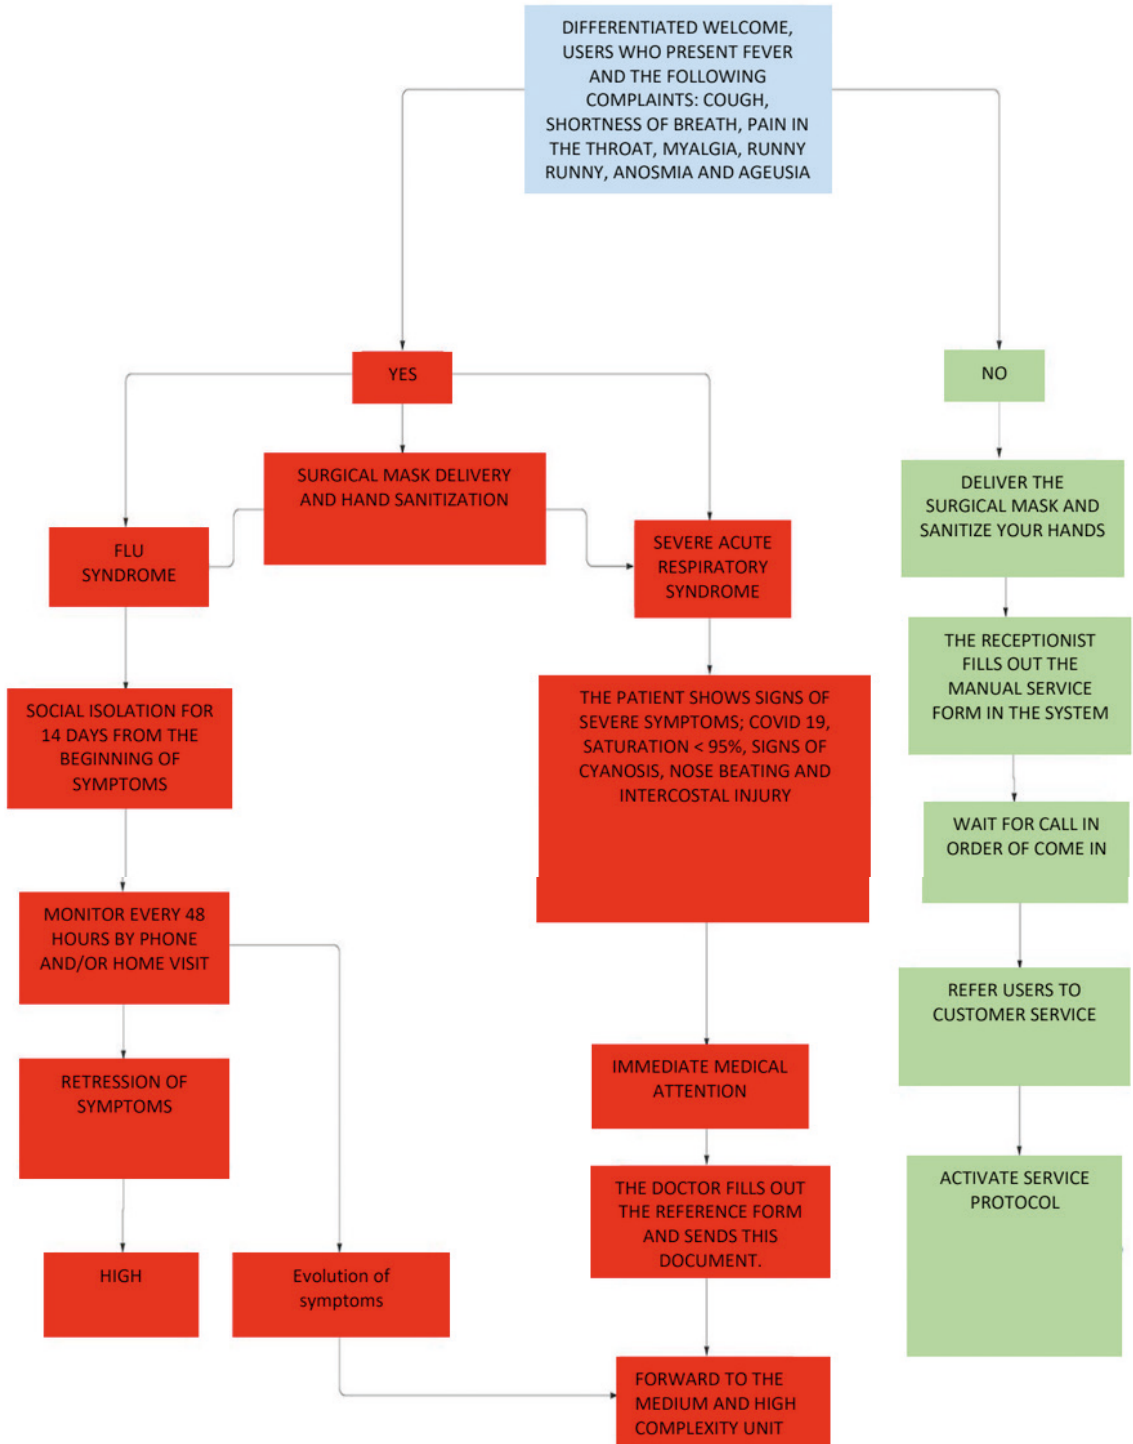 DIFFERENTIATED WELCOME,
USERS WHO PRESENT FEVER
AND THE FOLLOWING
COMPLAINTS: COUGH,
SHORTNESS OF BREATH, PAIN IN
THE THROAT, MYALGIA, RUNNY
RUNNY, ANOSMIA AND AGEUSIA
YES
NO
SURGICAL MASK DELIVERY
AND HAND SANITIZATION
FLU
SYNDROME
SEVERE ACUTE
RESPIRATORY
SYNDROME
DELIVER THE
SURGICAL MASK AND
SANITIZE YOUR HANDS
SOCIAL ISOLATION FOR
14 DAYS FROM THE
BEGINNING OF
SYMPTOMS
THE PATIENT SHOWS SIGNS OF
SEVERE SYMPTOMS; COVID 19,
SATURATION < 95%, SIGNS OF
CYANOSIS, NOSE BEATING AND
INTERCOSTAL INJURY
THE RECEPTIONIST
FILLS OUT THE
MANUAL SERVICE
FORM IN THE SYSTEM
WAIT FOR CALL IN
ORDER OF COME IN
MONITOR EVERY 48
HOURS BY PHONE
AND/OR HOME VISIT
REFER USERS TO
CUSTOMER SERVICE
RETRESSION OF
SYMPTOMS
IMMEDIATE MEDICAL
ATTENTION
THE DOCTOR FILLS OUT
THE REFERENCE FORM
AND SENDS THIS
DOCUMENT.
ACTIVATE SERVICE
PROTOCOL
HIGH
Evolution of
symptoms
FORWARD TO THE
MEDIUM AND HIGH
COMPLEXITY UNIT